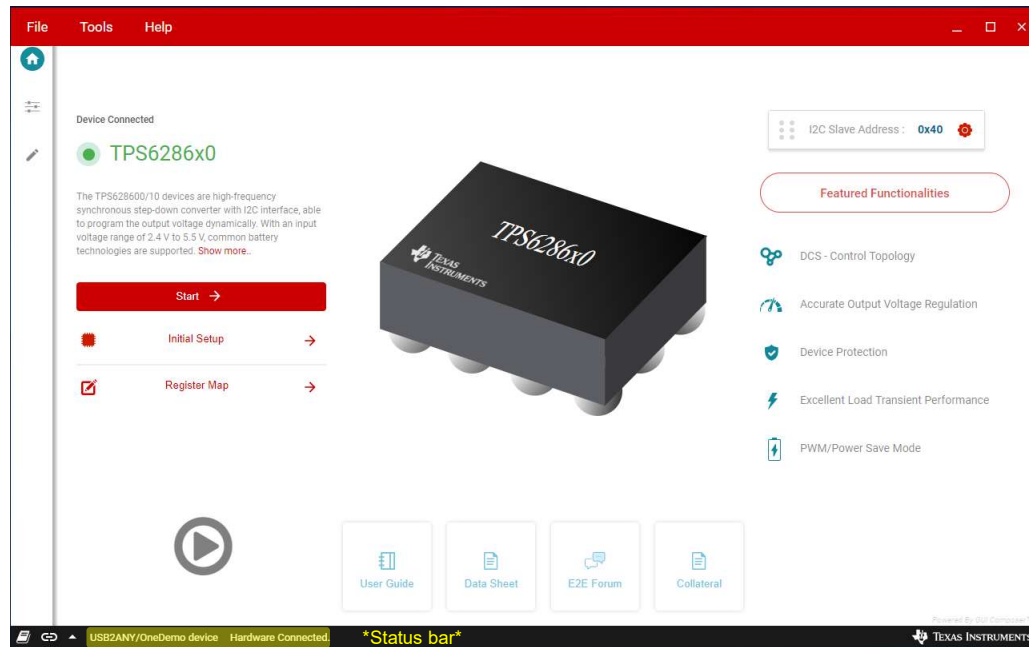 File Tools Help
Device Connected
TPS6286x0
The TPS628600/10 devices are high-frequency
synchronous step-down converter with I2C interface, able
to program the output voltage dynamically. With an input
voltage range of 2.4 V to 5.5 V, common battery
technologies are supported. Show more..
Start
Initial Setup
Register Map
TPS6286x0
TEXAS
INSTRUMENTS
I2C Slave Address : 0x40
Featured Functionalities
DCS - Control Topology
Accurate Output Voltage Regulation
Device Protection
Excellent Load Transient Performance
PWM/Power Save Mode
User Guide
Data Sheet
E2E Forum
Collateral
Powered By GUI Composer™
USB2ANY/OneDemo device Hardware Connected. *Status bar*
TEXAS INSTRUMENTS